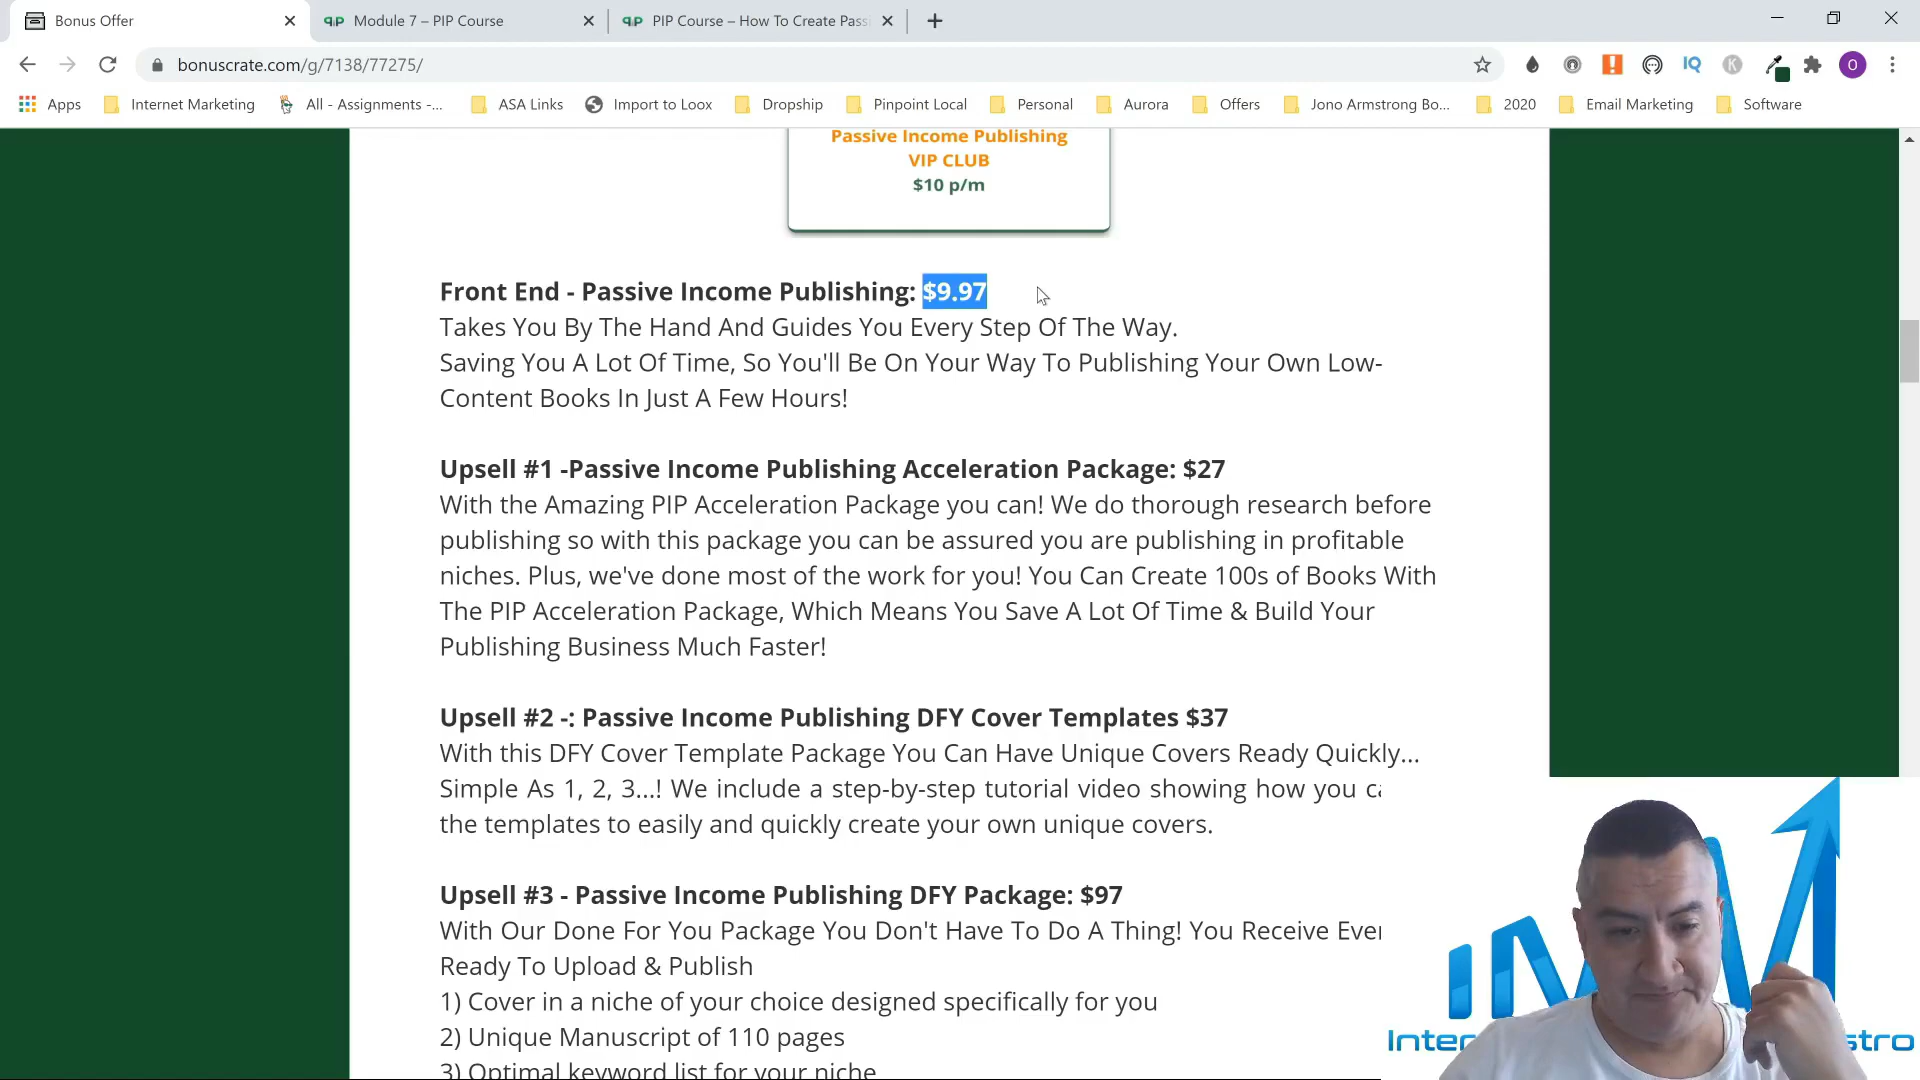 Bonus Offer
Module 7 – PIP Course
PIP Course – How To Create Pass
bonuscrate.com/g/7138/77275/
Apps
Internet Marketing
All - Assignments -...
ASA Links
Import to Loox
Dropship
Pinpoint Local
Personal
Aurora
Offers
Jono Armstrong Bo...
2020
Email Marketing
Software
Passive Income Publishing
VIP CLUB
$10 p/m
Front End - Passive Income Publishing: $9.97
Takes You By The Hand And Guides You Every Step Of The Way.
Saving You A Lot Of Time, So You'll Be On Your Way To Publishing Your Own Low-
Content Books In Just A Few Hours!
Upsell #1 -Passive Income Publishing Acceleration Package: $27
With the Amazing PIP Acceleration Package you can! We do thorough research before
publishing so with this package you can be assured you are publishing in profitable
niches. Plus, we've done most of the work for you! You Can Create 100s of Books With
The PIP Acceleration Package, Which Means You Save A Lot Of Time & Build Your
Publishing Business Much Faster!
Upsell #2 -: Passive Income Publishing DFY Cover Templates $37
With this DFY Cover Template Package You Can Have Unique Covers Ready Quickly...
Simple As 1, 2, 3...! We include a step-by-step tutorial video showing how you
the templates to easily and quickly create your own unique covers.
Upsell #3 - Passive Income Publishing DFY Package: $97
With Our Done For You Package You Don't Have To Do A Thing! You Receive
Ready To Upload & Publish
1) Cover in a niche of your choice designed specifically for you
2) Unique Manuscript of 110 pages
3) Optimal keyword list for your niche